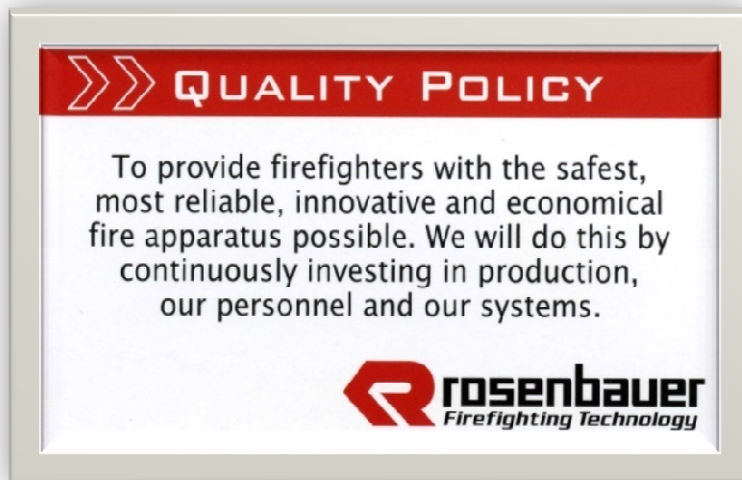 QUALITY POLICY
To provide firefighters with the safest,
most reliable, innovative and economical
fire apparatus possible. We will do this by
continuously investing in production,
our personnel and our systems.
rosenbauer
Firefighting Technology